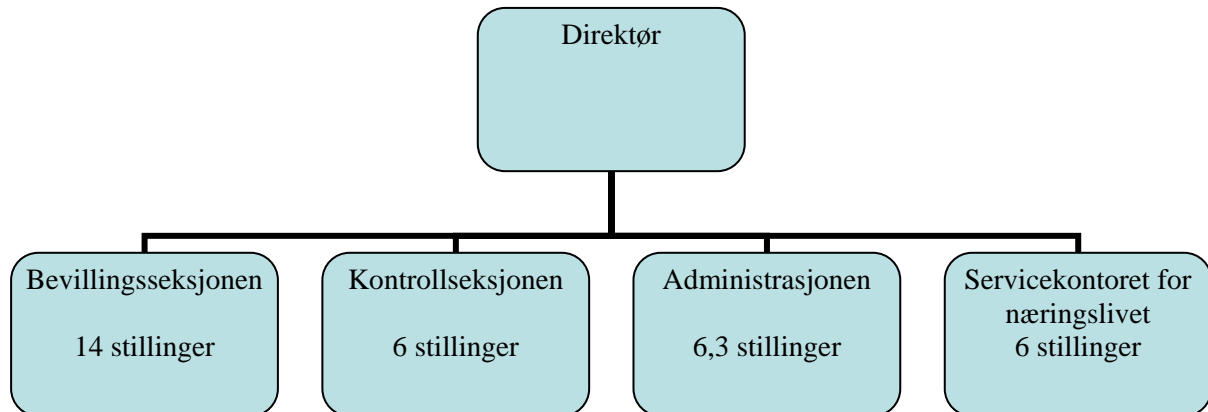 Direktør
Bevillingsseksjonen
14 stillinger
Kontrollseksjonen
6 stillinger
Administrasjonen
6,3 stillinger
Servicekontoret for
næringslivet
6 stillinger